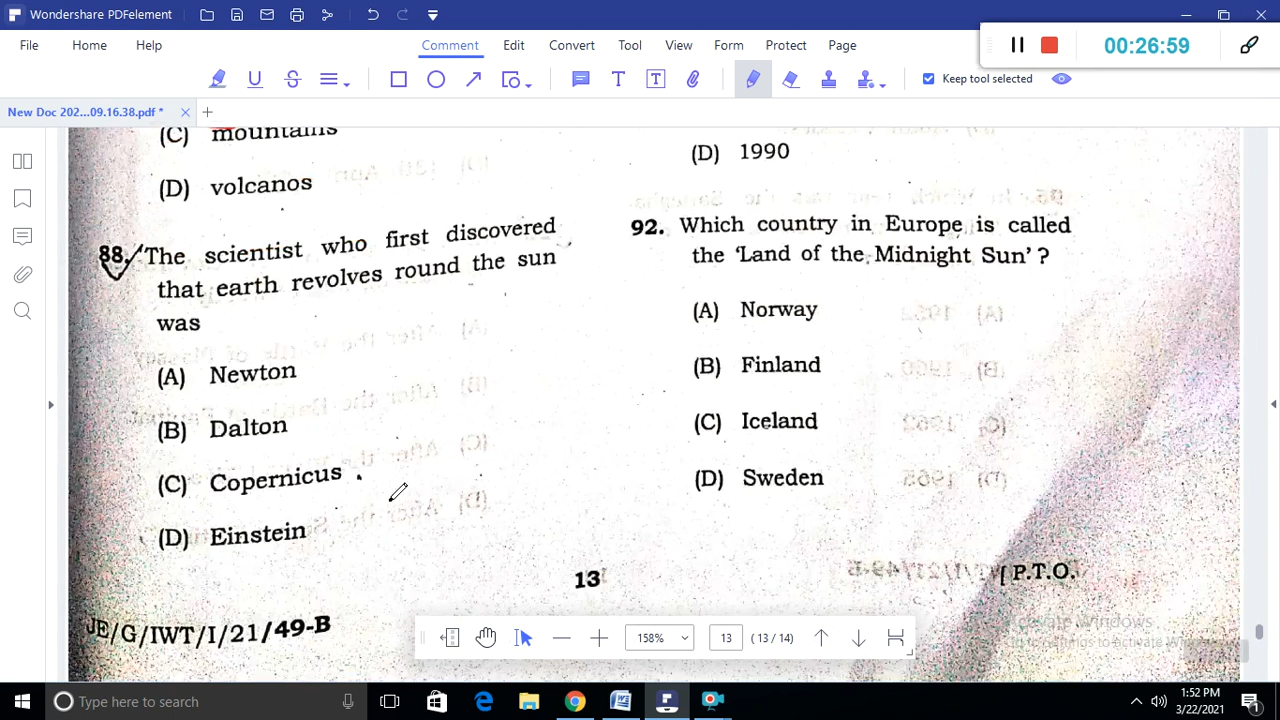 Wondershare PDFelement
File Home Help Comment Edit Convert Tool View Form Protect Page
00:26:59
Keep tool selected
New Doc 202...09.16.38.pdf *
(C) mountains
(D) volcanos
88. The scientist who first discovered
that earth revolves round the sun
was
(A) Newton
(B) Dalton
(C) Copernicus
(D) Einstein
JE/G/IWT/I/21/49-B
(D) 1990
92. Which country in Europe is called
the 'Land of the Midnight Sun' ?
(A) Norway
(B) Finland
(C) Iceland
(D) Sweden
13
[ P.T.O.
158% 13 (13 / 14)
Activate Windows
Type here to search
1:52 PM
3/22/2021